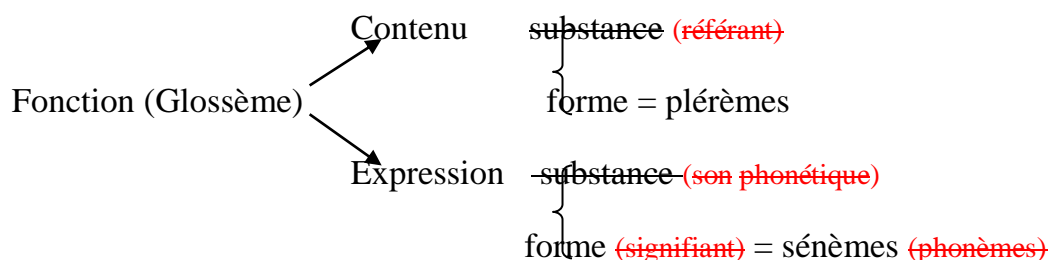 Contenu substance (référant)
Fonction (Glossème) forme = plérèmes
Expression substance (son phonétique)
forme (signifiant) = sénèmes (phonèmes)